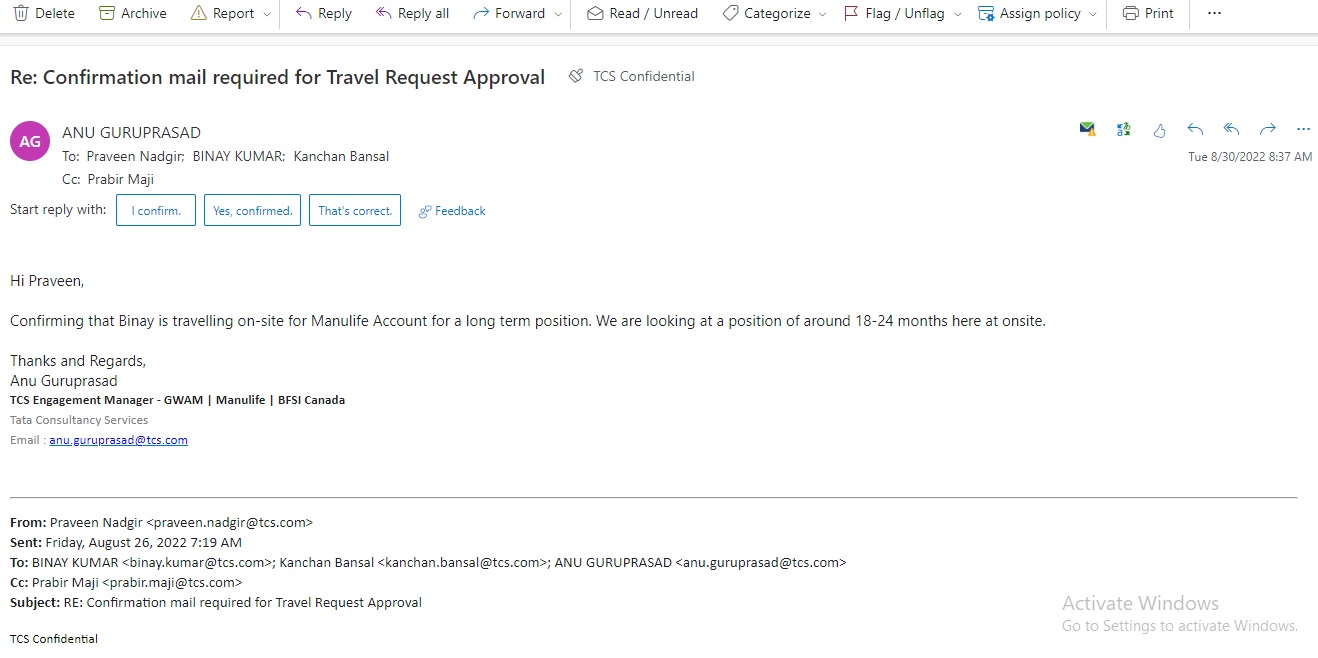 Delete Archive Report Reply Reply all Forward Read / Unread Categorize Flag / Unflag Assign policy Print ...
Re: Confirmation mail required for Travel Request Approval TCS Confidential
AG
ANU GURUPRASAD
To: Praveen Nadgir; BINAY KUMAR; Kanchan Bansal
Tue 8/30/2022 8:37 AM
Cc: Prabir Maji
Start reply with: I confirm. Yes, confirmed. That's correct. Feedback
Hi Praveen,
Confirming that Binay is travelling on-site for Manulife Account for a long term position. We are looking at a position of around 18-24 months here at onsite.
Thanks and Regards,
Anu Guruprasad
TCS Engagement Manager - GWAM | Manulife | BFSI Canada
Tata Consultancy Services
Email : anu.guruprasad@tcs.com
From: Praveen Nadgir <praveen.nadgir@tcs.com>
Sent: Friday, August 26, 2022 7:19 AM
To: BINAY KUMAR <binay.kumar@tcs.com>; Kanchan Bansal <kanchan.bansal@tcs.com>; ANU GURUPRASAD <anu.guruprasad@tcs.com>
Cc: Prabir Maji <prabir.maji@tcs.com>
Subject: RE: Confirmation mail required for Travel Request Approval
TCS Confidential
Activate Windows
Go to Settings to activate Windows.